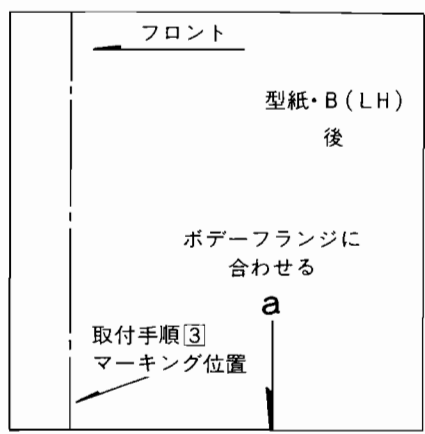 フロント
型紙・B(LH)
後
ボデーフランジに
合わせる
a
取付手順3
マーキング位置